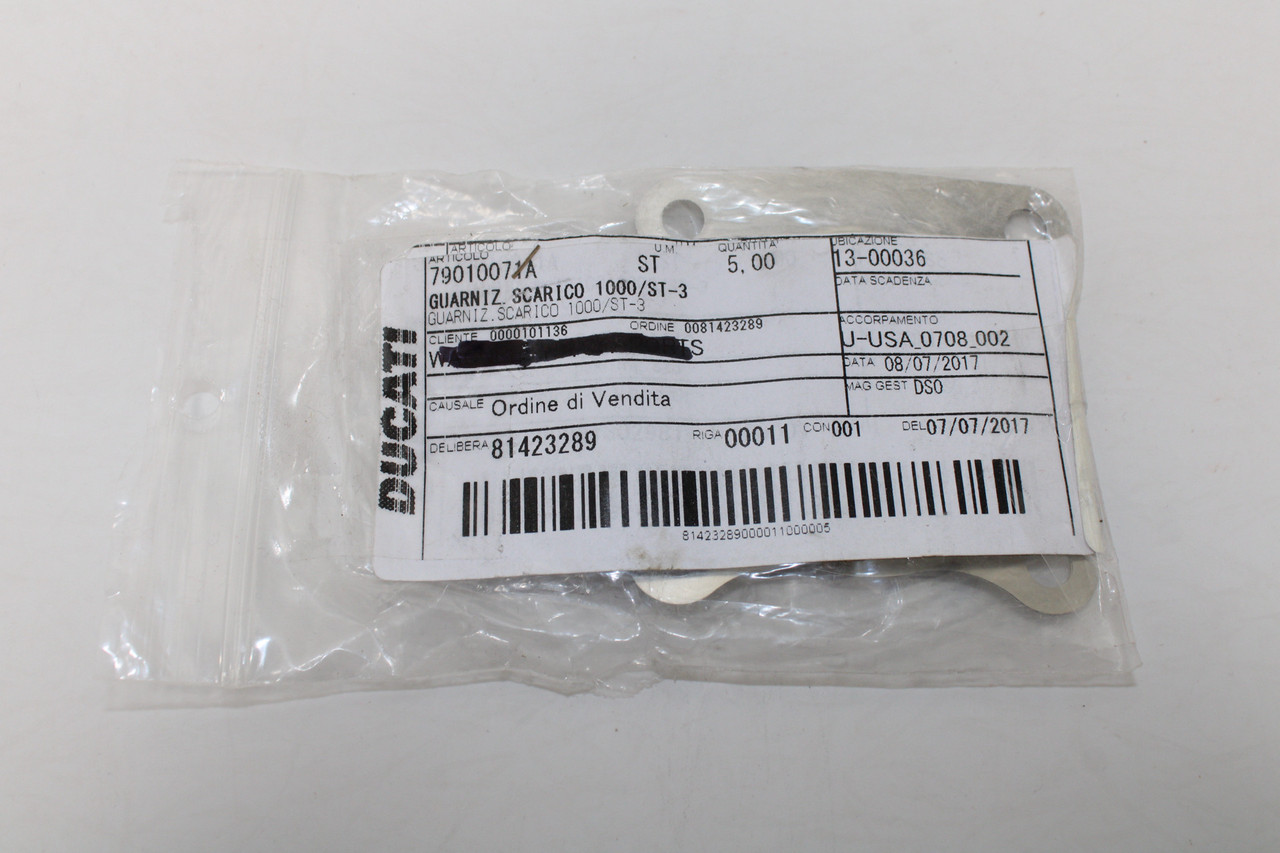 DUCATI
ARTICOLO
ARTICOLO U.M. QUANTITA' UBICAZIONE
79010071A ST 5,00 13-00036
GUARNIZ.SCARICO 1000/ST-3 DATA SCADENZA
GUARNIZ.SCARICO 1000/ST-3
CLIENTE 0000101136 ORDINE 0081423289 ACCORPAMENTO
W TS U-USA_0708_002
DATA 08/07/2017
CAUSALE Ordine di Vendita MAG GEST DSO
DELIBERA 81423289 RIGA 00011 CON 001 DEL 07/07/2017
81423289000011000005